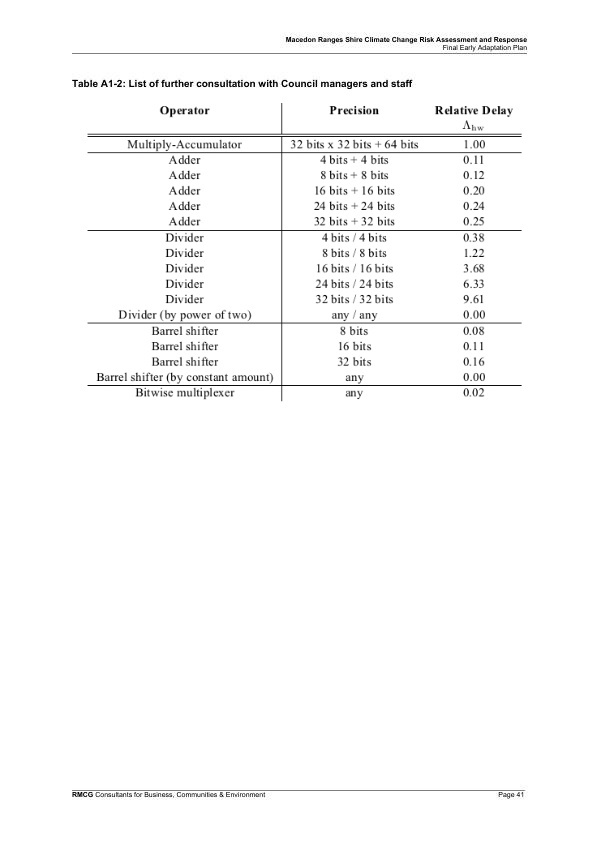 Macedon Ranges Shire Climate Change Risk Assessment and Response
Final Early Adaptation Plan
Table A1-2: List of further consultation with Council managers and staff
Operator Precision Relative Delay
Λhw
Multiply-Accumulator 32 bits x 32 bits + 64 bits 1.00
Adder 4 bits + 4 bits 0.11
Adder 8 bits + 8 bits 0.12
Adder 16 bits + 16 bits 0.20
Adder 24 bits + 24 bits 0.24
Adder 32 bits + 32 bits 0.25
Divider 4 bits / 4 bits 0.38
Divider 8 bits / 8 bits 1.22
Divider 16 bits / 16 bits 3.68
Divider 24 bits / 24 bits 6.33
Divider 32 bits / 32 bits 9.61
Divider (by power of two) any / any 0.00
Barrel shifter 8 bits 0.08
Barrel shifter 16 bits 0.11
Barrel shifter 32 bits 0.16
Barrel shifter (by constant amount) any 0.00
Bitwise multiplexer any 0.02
RMCG Consultants for Business, Communities & Environment Page 41